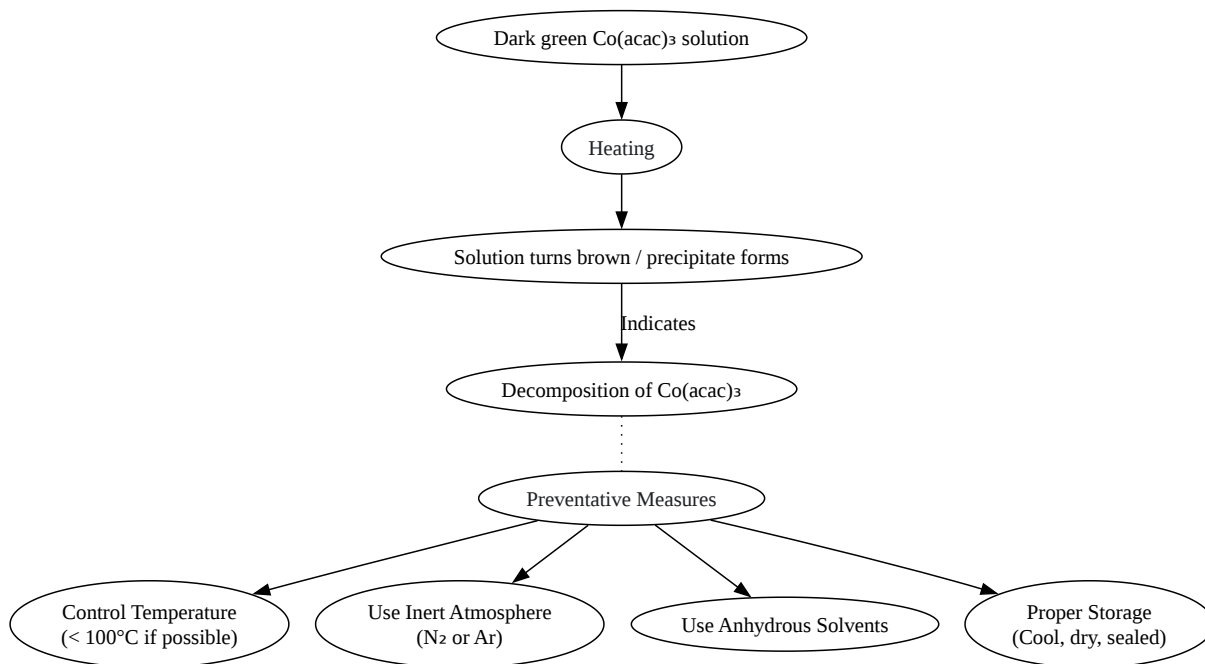 Dark green Co(acac)₃ solution
Heating
Solution turns brown / precipitate forms
Indicates
Decomposition of Co(acac)₃
Preventative Measures
Control Temperature
(< 100°C if possible)
Use Inert Atmosphere
(N₂ or Ar)
Use Anhydrous Solvents
Proper Storage
(Cool, dry, sealed)